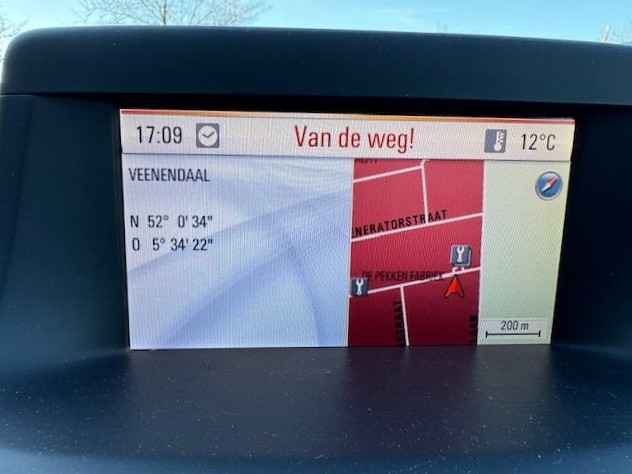 17:09 Van de weg! 12°C
VEENENDAAL
N 52° 0'34"
O 5° 34'22"
NERATORSTRAAT
DE PEKKEN FABRIEK
200 m